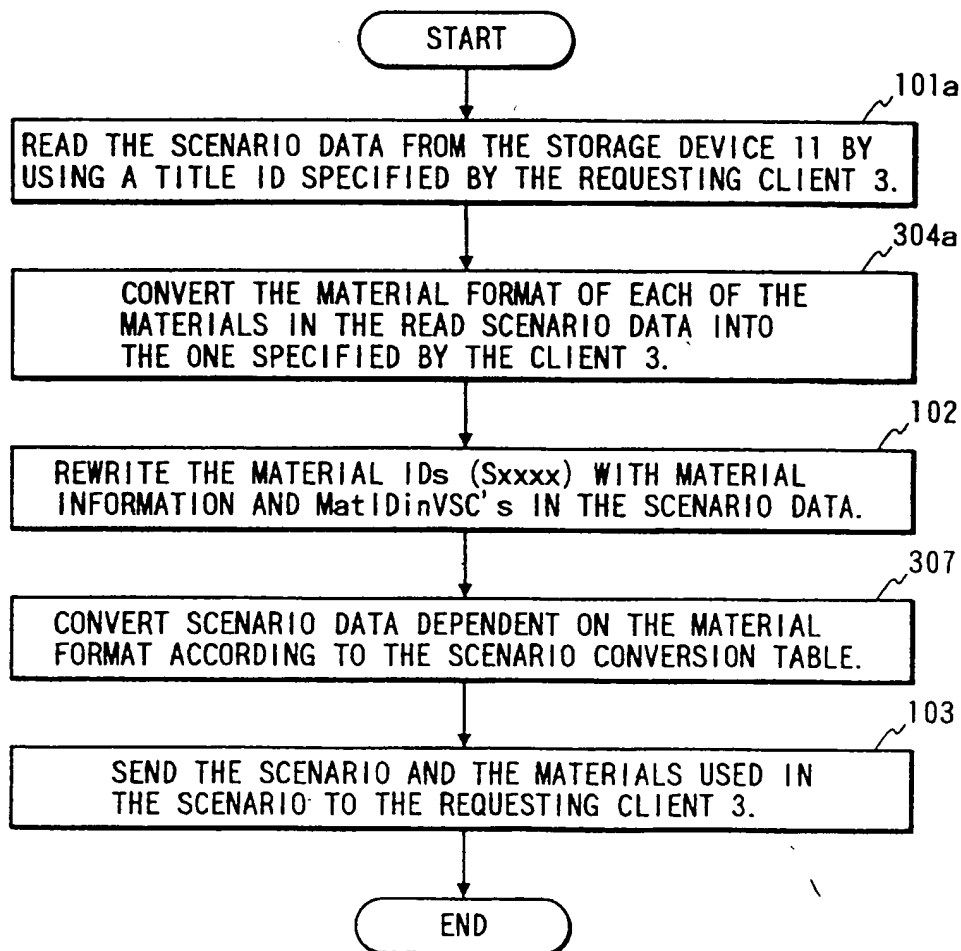 START
101a
READ THE SCENARIO DATA FROM THE STORAGE DEVICE 11 BY
USING A TITLE ID SPECIFIED BY THE REQUESTING CLIENT 3.
304a
CONVERT THE MATERIAL FORMAT OF EACH OF THE
MATERIALS IN THE READ SCENARIO DATA INTO
THE ONE SPECIFIED BY THE CLIENT 3.
102
REWRITE THE MATERIAL IDs (Sxxxx) WITH MATERIAL
INFORMATION AND MatIDinVSC's IN THE SCENARIO DATA.
307
CONVERT SCENARIO DATA DEPENDENT ON THE MATERIAL
FORMAT ACCORDING TO THE SCENARIO CONVERSION TABLE.
103
SEND THE SCENARIO AND THE MATERIALS USED IN
THE SCENARIO TO THE REQUESTING CLIENT 3.
END